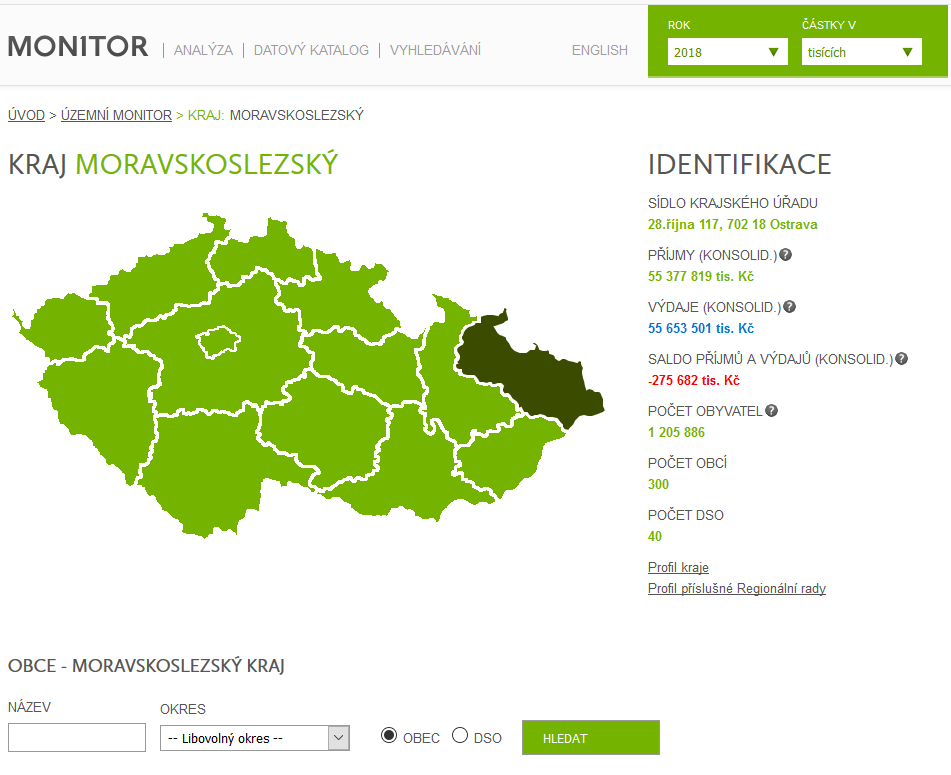 MONITOR | ANALÝZA | DATOVÝ KATALOG | VYHLEDÁVÁNÍ ENGLISH
ROK ČÁSTKY V
2018 tisících
ÚVOD > ÚZEMNÍ MONITOR > KRAJ: MORAVSKOSLEZSKÝ
KRAJ MORAVSKOSLEZSKÝ
IDENTIFIKACE
SÍDLO KRAJSKÉHO ÚŘADU
28.října 117, 702 18 Ostrava
PŘÍJMY (KONSOLID.)?
55 377 819 tis. Kč
VÝDAJE (KONSOLID.)?
55 653 501 tis. Kč
SALDO PŘÍJMŮ A VÝDAJŮ (KONSOLID.)?
-275 682 tis. Kč
POČET OBYVATEL?
1 205 886
POČET OBCÍ
300
POČET DSO
40
Profil kraje
Profil příslušné Regionální rady
OBCE - MORAVSKOSLEZSKÝ KRAJ
NÁZEV OKRES
-- Libovolný okres -- OBEC DSO HLEDAT